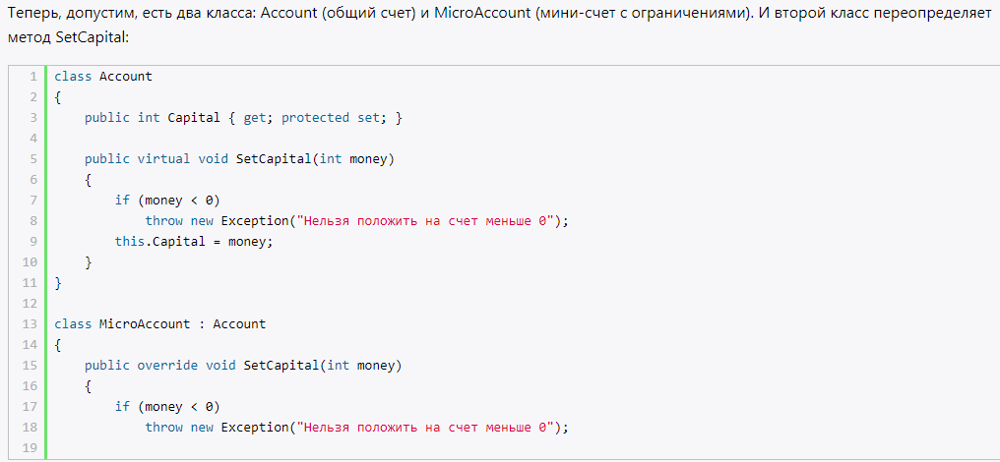 Теперь, допустим, есть два класса: Account (общий счет) и MicroAccount (мини-счет с ограничениями). И второй класс переопределяет
метод SetCapital:
1 class Account
2 {
3     public int Capital { get; protected set; }
4
5     public virtual void SetCapital(int money)
6     {
7         if (money < 0)
8             throw new Exception("Нельзя положить на счет меньше 0");
9         this.Capital = money;
10     }
11 }
12
13 class MicroAccount : Account
14 {
15     public override void SetCapital(int money)
16     {
17         if (money < 0)
18             throw new Exception("Нельзя положить на счет меньше 0");
19